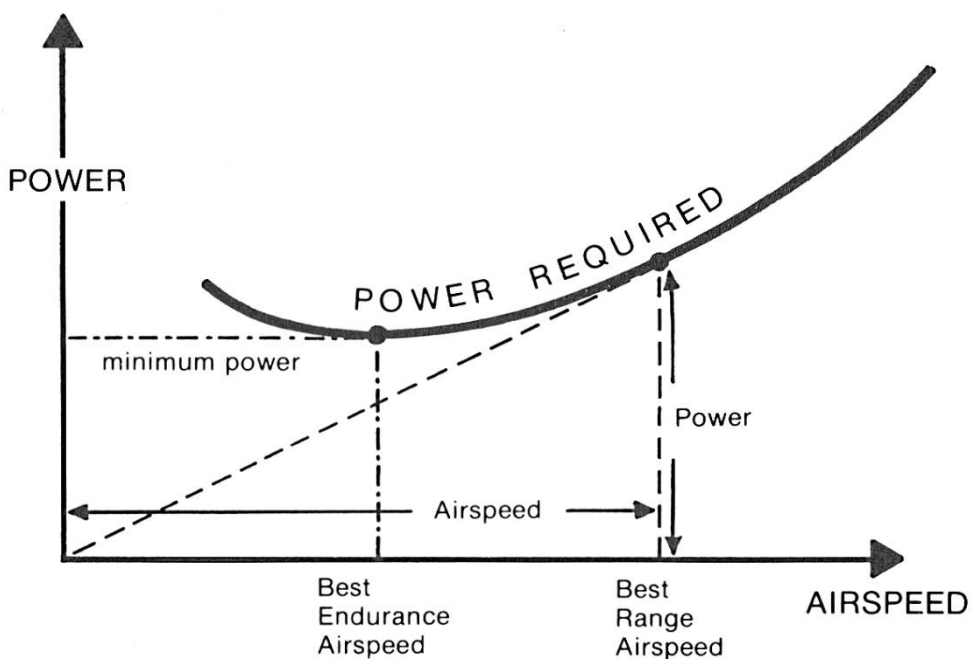 POWER
POWER REQUIRED
minimum power
Power
Airspeed
Best
Endurance
Airspeed
Best
Range
Airspeed
AIRSPEED